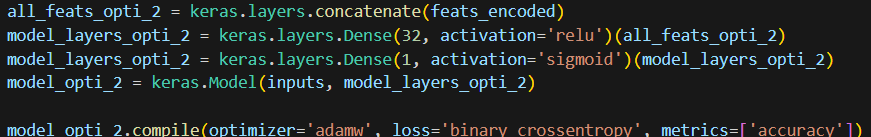 all_feats_opti_2 = keras.layers.concatenate(feats_encoded)
model_layers_opti_2 = keras.layers.Dense(32, activation='relu')(all_feats_opti_2)
model_layers_opti_2 = keras.layers.Dense(1, activation='sigmoid')(model_layers_opti_2)
model_opti_2 = keras.Model(inputs, model_layers_opti_2)
model_opti_2.compile(optimizer='adamw', loss='binary_crossentropy', metrics=['accuracy'])